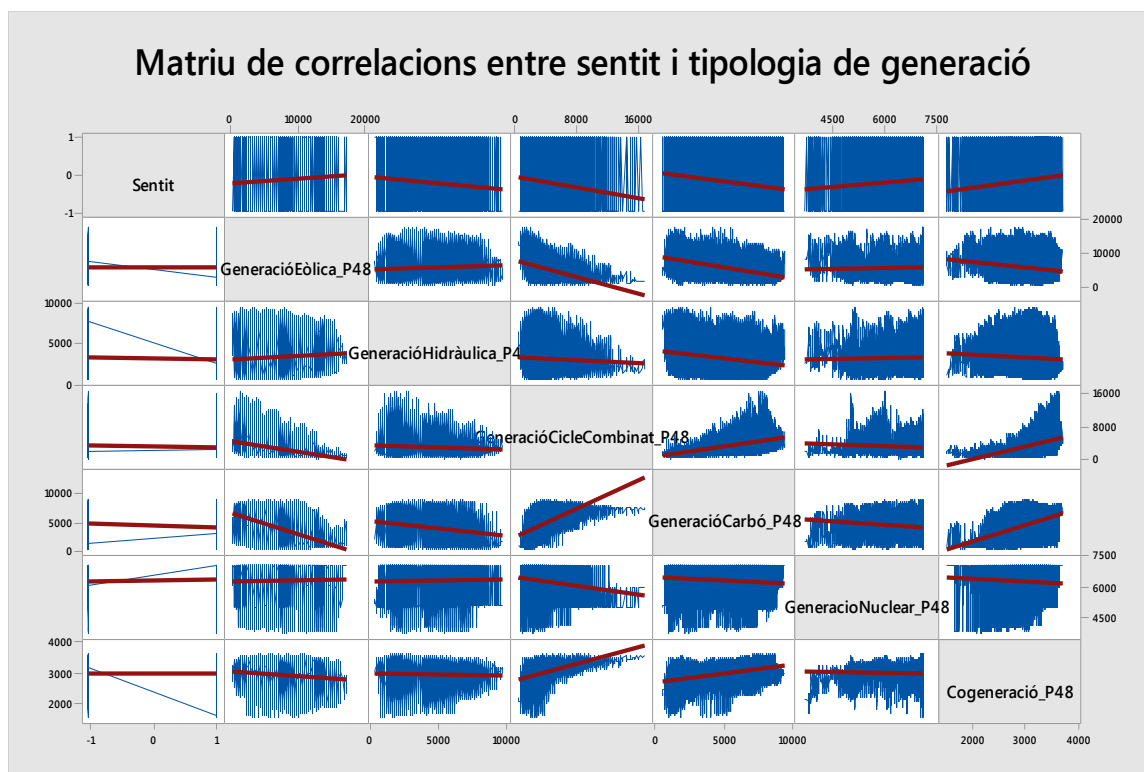 Matriu de correlacions entre sentit i tipologia de generació
0 10000 20000 0 8000 16000 4500 6000 7500
1
0
-1
Sentit
20000
10000
0
GeneracióEòlica_P48
10000
5000
0
GeneracióHidràulica_P4
16000
8000
0
GeneracióCicleCombinat_P48
10000
5000
0
GeneracióCarbó_P48
7500
6000
4500
GeneracioNuclear_P48
4000
3000
2000
Cogeneració_P48
-1 0 1 0 5000 10000 0 5000 10000 2000 3000 4000